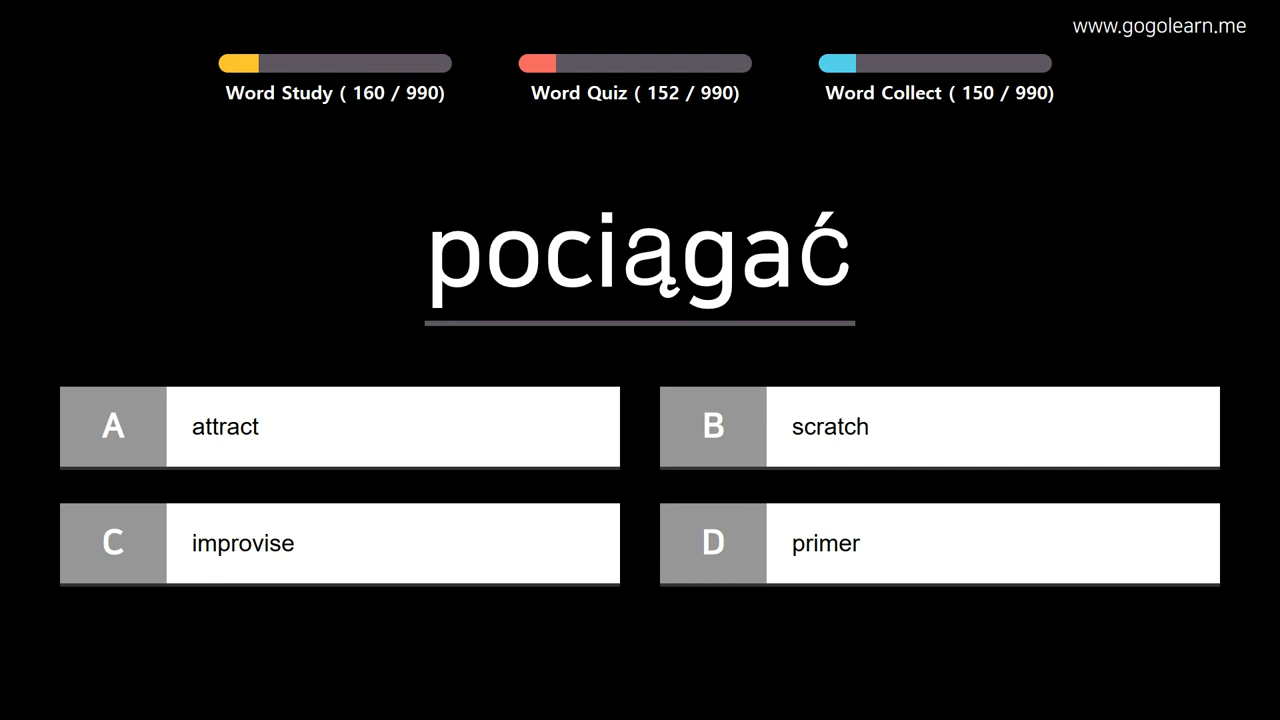 www.gogolearn.me
Word Study ( 160 / 990)
Word Quiz ( 152 / 990)
Word Collect ( 150 / 990)
pociągać
A attract
B scratch
C improvise
D primer